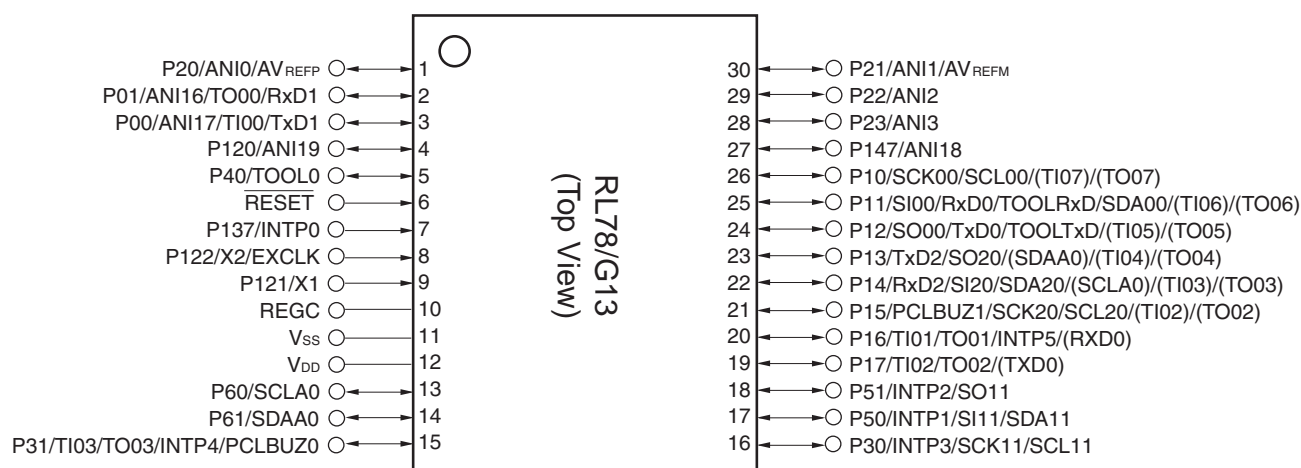 P20/ANI0/AVREFP 1
P01/ANI16/TO00/RxD1 2
P00/ANI17/TI00/TxD1 3
P120/ANI19 4
P40/TOOL0 5
RESET 6
P137/INTP0 7
P122/X2/EXCLK 8
P121/X1 9
REGC 10
VSS 11
VDD 12
P60/SCLA0 13
P61/SDAA0 14
P31/TI03/TO03/INTP4/PCLBUZ0 15
RL78/G13
(Top View)
30 P21/ANI1/AVREFM
29 P22/ANI2
28 P23/ANI3
27 P147/ANI18
26 P10/SCK00/SCL00/(TI07)/(TO07)
25 P11/SI00/RxD0/TOOLRxD/SDA00/(TI06)/(TO06)
24 P12/SO00/TxD0/TOOLTxD/(TI05)/(TO05)
23 P13/TxD2/SO20/(SDAA0)/(TI04)/(TO04)
22 P14/RxD2/SI20/SDA20/(SCLA0)/(TI03)/(TO03)
21 P15/PCLBUZ1/SCK20/SCL20/(TI02)/(TO02)
20 P16/TI01/TO01/INTP5/(RXD0)
19 P17/TI02/TO02/(TXD0)
18 P51/INTP2/SO11
17 P50/INTP1/SI11/SDA11
16 P30/INTP3/SCK11/SCL11